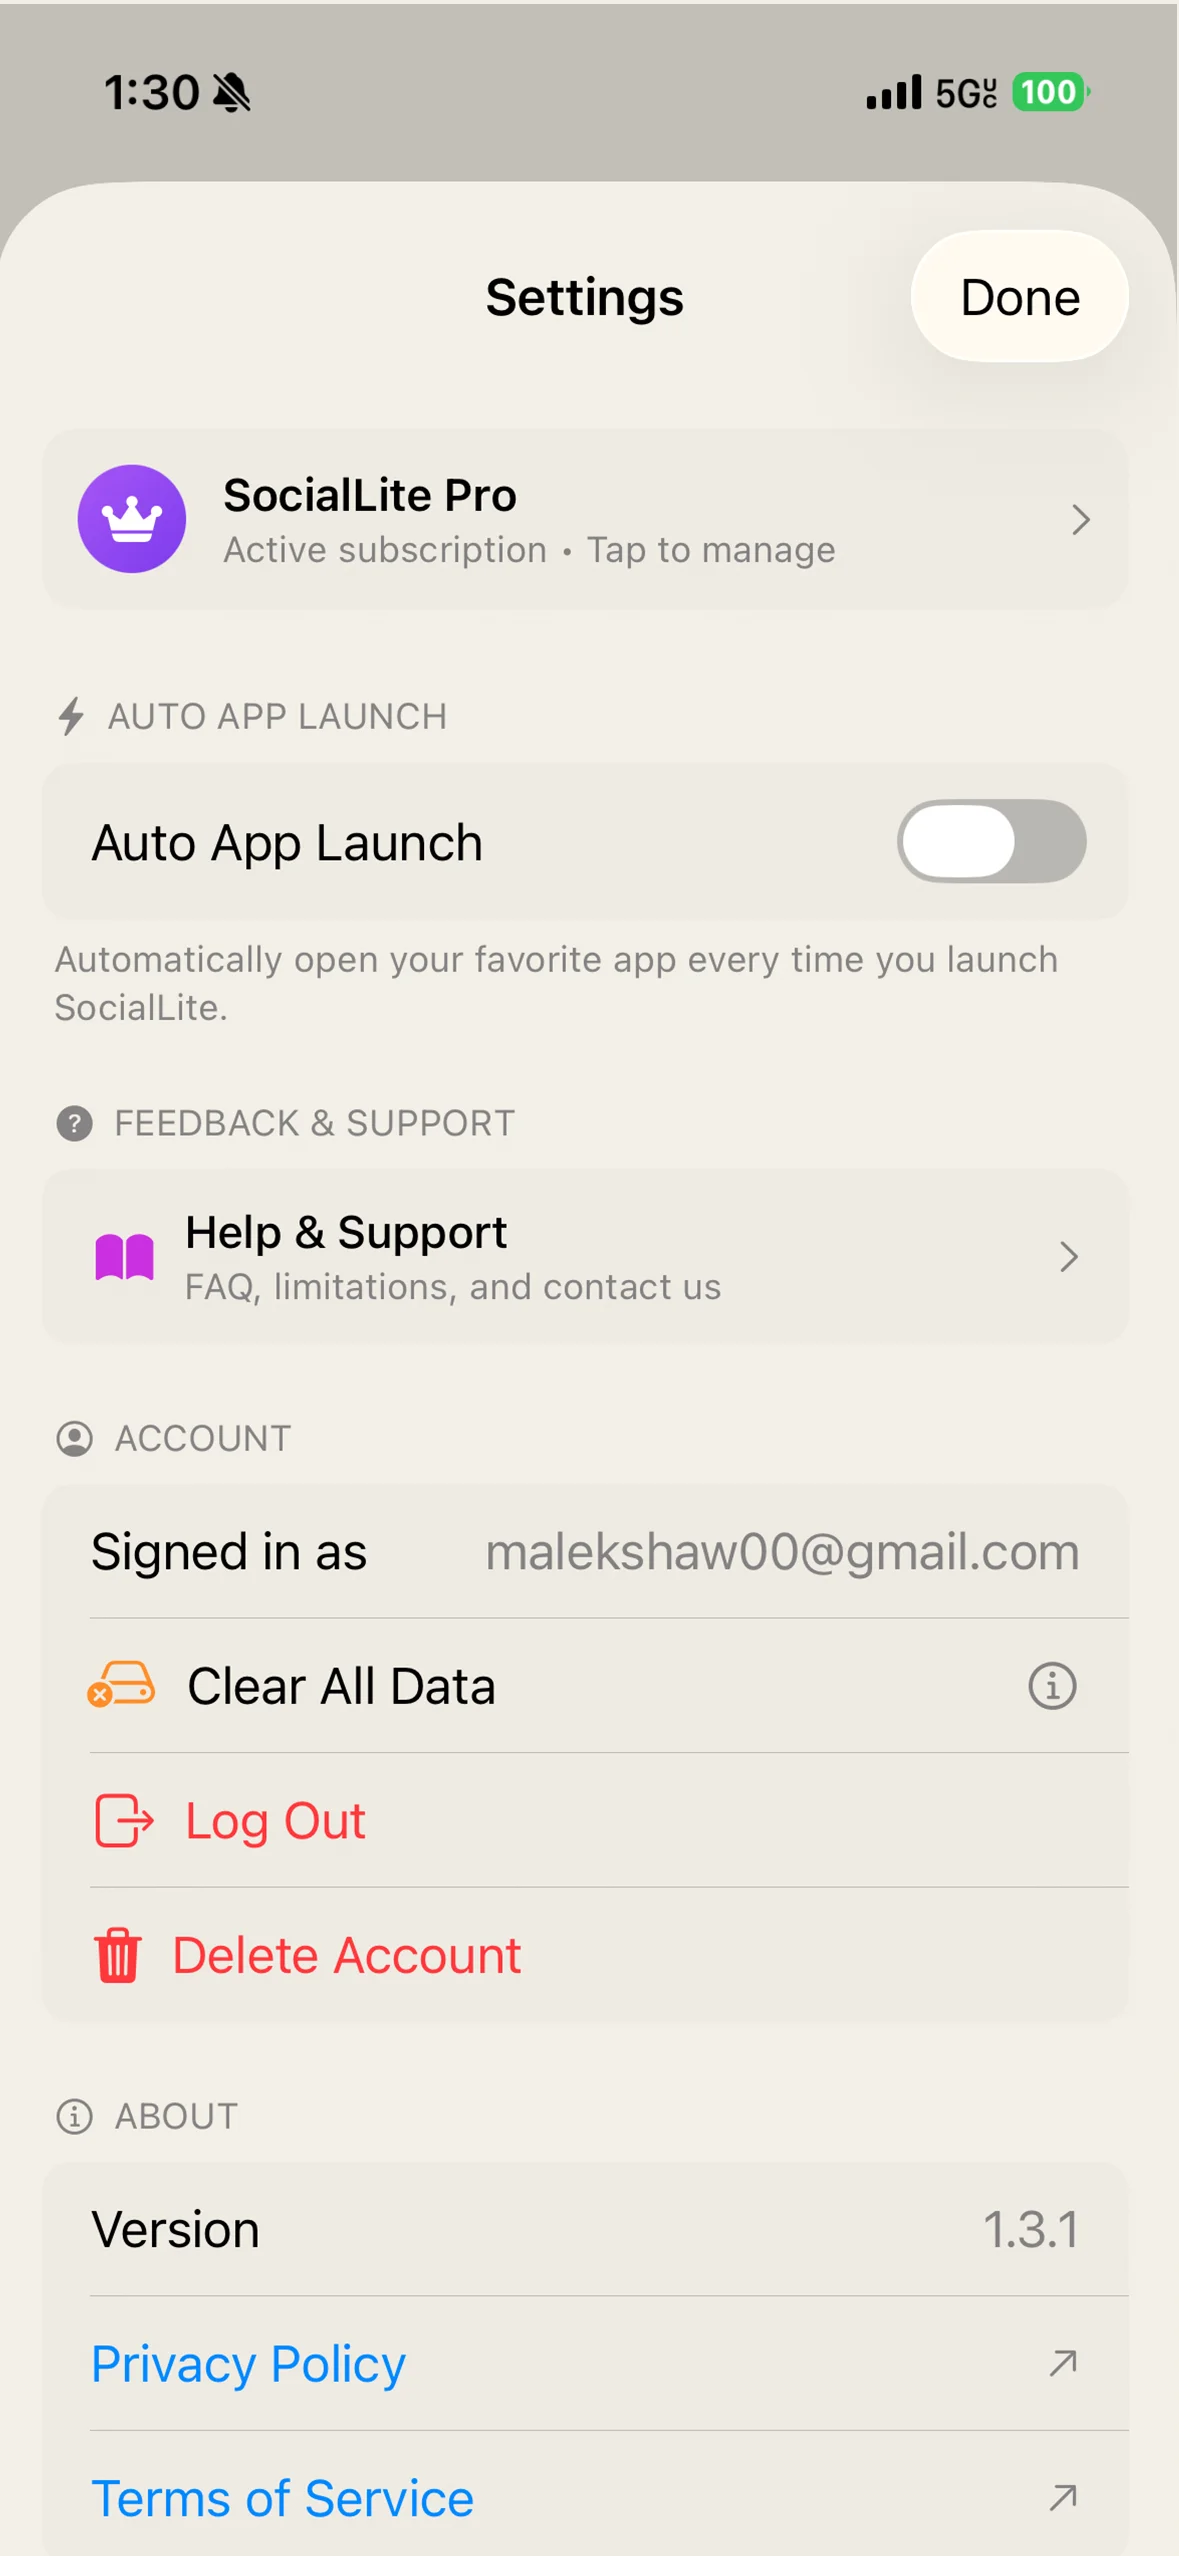 1:30
5GUC
100
Settings
Done
SocialLite Pro
Active subscription • Tap to manage
AUTO APP LAUNCH
Auto App Launch
Automatically open your favorite app every time you launch
SocialLite.
FEEDBACK & SUPPORT
Help & Support
FAQ, limitations, and contact us
ACCOUNT
Signed in as malekshaw00@gmail.com
Clear All Data
Log Out
Delete Account
ABOUT
Version 1.3.1
Privacy Policy
Terms of Service